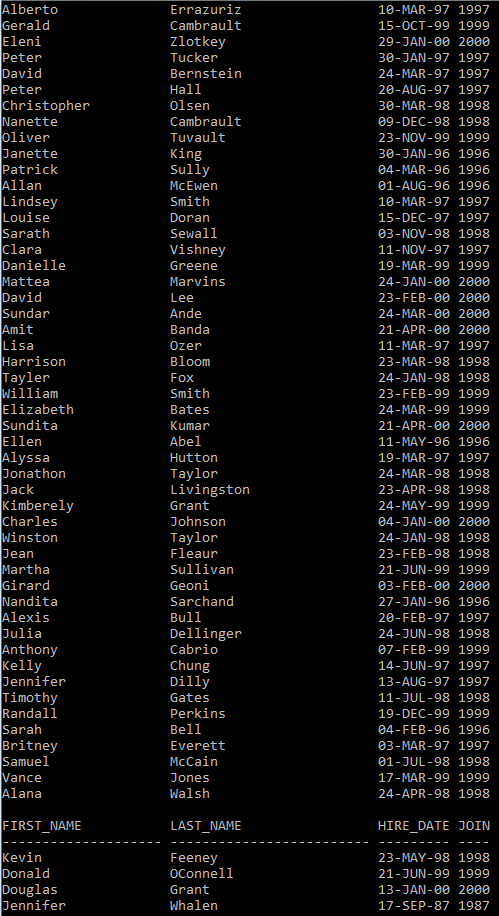 Alberto Errazuriz 10-MAR-97 1997
Gerald Cambrault 15-OCT-99 1999
Eleni Zlotkey 29-JAN-00 2000
Peter Tucker 30-JAN-97 1997
David Bernstein 24-MAR-97 1997
Peter Hall 20-AUG-97 1997
Christopher Olsen 30-MAR-98 1998
Nanette Cambrault 09-DEC-98 1998
Oliver Tuvault 23-NOV-99 1999
Janette King 30-JAN-96 1996
Patrick Sully 04-MAR-96 1996
Allan McEwen 01-AUG-96 1996
Lindsey Smith 10-MAR-97 1997
Louise Doran 15-DEC-97 1997
Sarath Sewall 03-NOV-98 1998
Clara Vishney 11-NOV-97 1997
Danielle Greene 19-MAR-99 1999
Mattea Marvins 24-JAN-00 2000
David Lee 23-FEB-00 2000
Sundar Ande 24-MAR-00 2000
Amit Banda 21-APR-00 2000
Lisa Ozer 11-MAR-97 1997
Harrison Bloom 23-MAR-98 1998
Tayler Fox 24-JAN-98 1998
William Smith 23-FEB-99 1999
Elizabeth Bates 24-MAR-99 1999
Sundita Kumar 21-APR-00 2000
Ellen Abel 11-MAY-96 1996
Alyssa Hutton 19-MAR-97 1997
Jonathon Taylor 24-MAR-98 1998
Jack Livingston 23-APR-98 1998
Kimberely Grant 24-MAY-99 1999
Charles Johnson 04-JAN-00 2000
Winston Taylor 24-JAN-98 1998
Jean Fleaur 23-FEB-98 1998
Martha Sullivan 21-JUN-99 1999
Girard Geoni 03-FEB-00 2000
Nandita Sarchand 27-JAN-96 1996
Alexis Bull 20-FEB-97 1997
Julia Dellinger 24-JUN-98 1998
Anthony Cabrio 07-FEB-99 1999
Kelly Chung 14-JUN-97 1997
Jennifer Dilly 13-AUG-97 1997
Timothy Gates 11-JUL-98 1998
Randall Perkins 19-DEC-99 1999
Sarah Bell 04-FEB-96 1996
Britney Everett 03-MAR-97 1997
Samuel McCain 01-JUL-98 1998
Vance Jones 17-MAR-99 1999
Alana Walsh 24-APR-98 1998
FIRST_NAME LAST_NAME HIRE_DATE JOIN
-------------------- ------------------------- --------- ----
Kevin Feeney 23-MAY-98 1998
Donald OConnell 21-JUN-99 1999
Douglas Grant 13-JAN-00 2000
Jennifer Whalen 17-SEP-87 1987